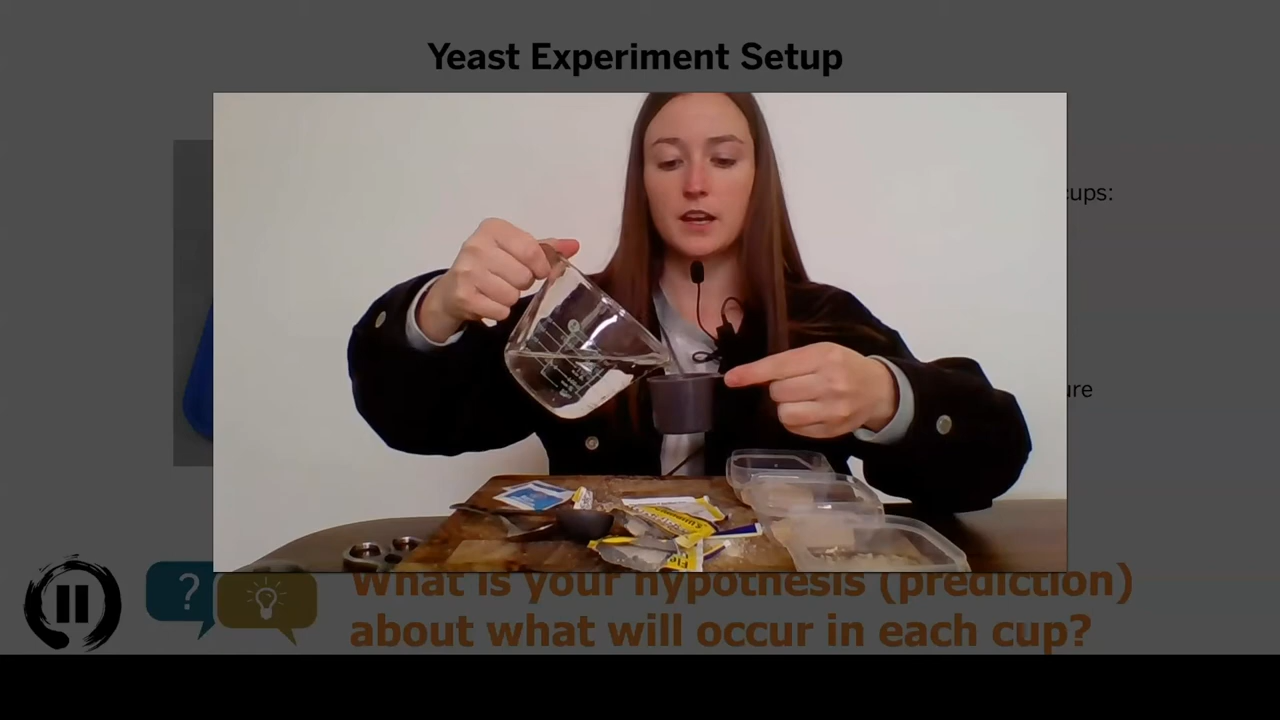 Yeast Experiment Setup
cups:
ure
?
What is your hypothesis (prediction)
about what will occur in each cup?